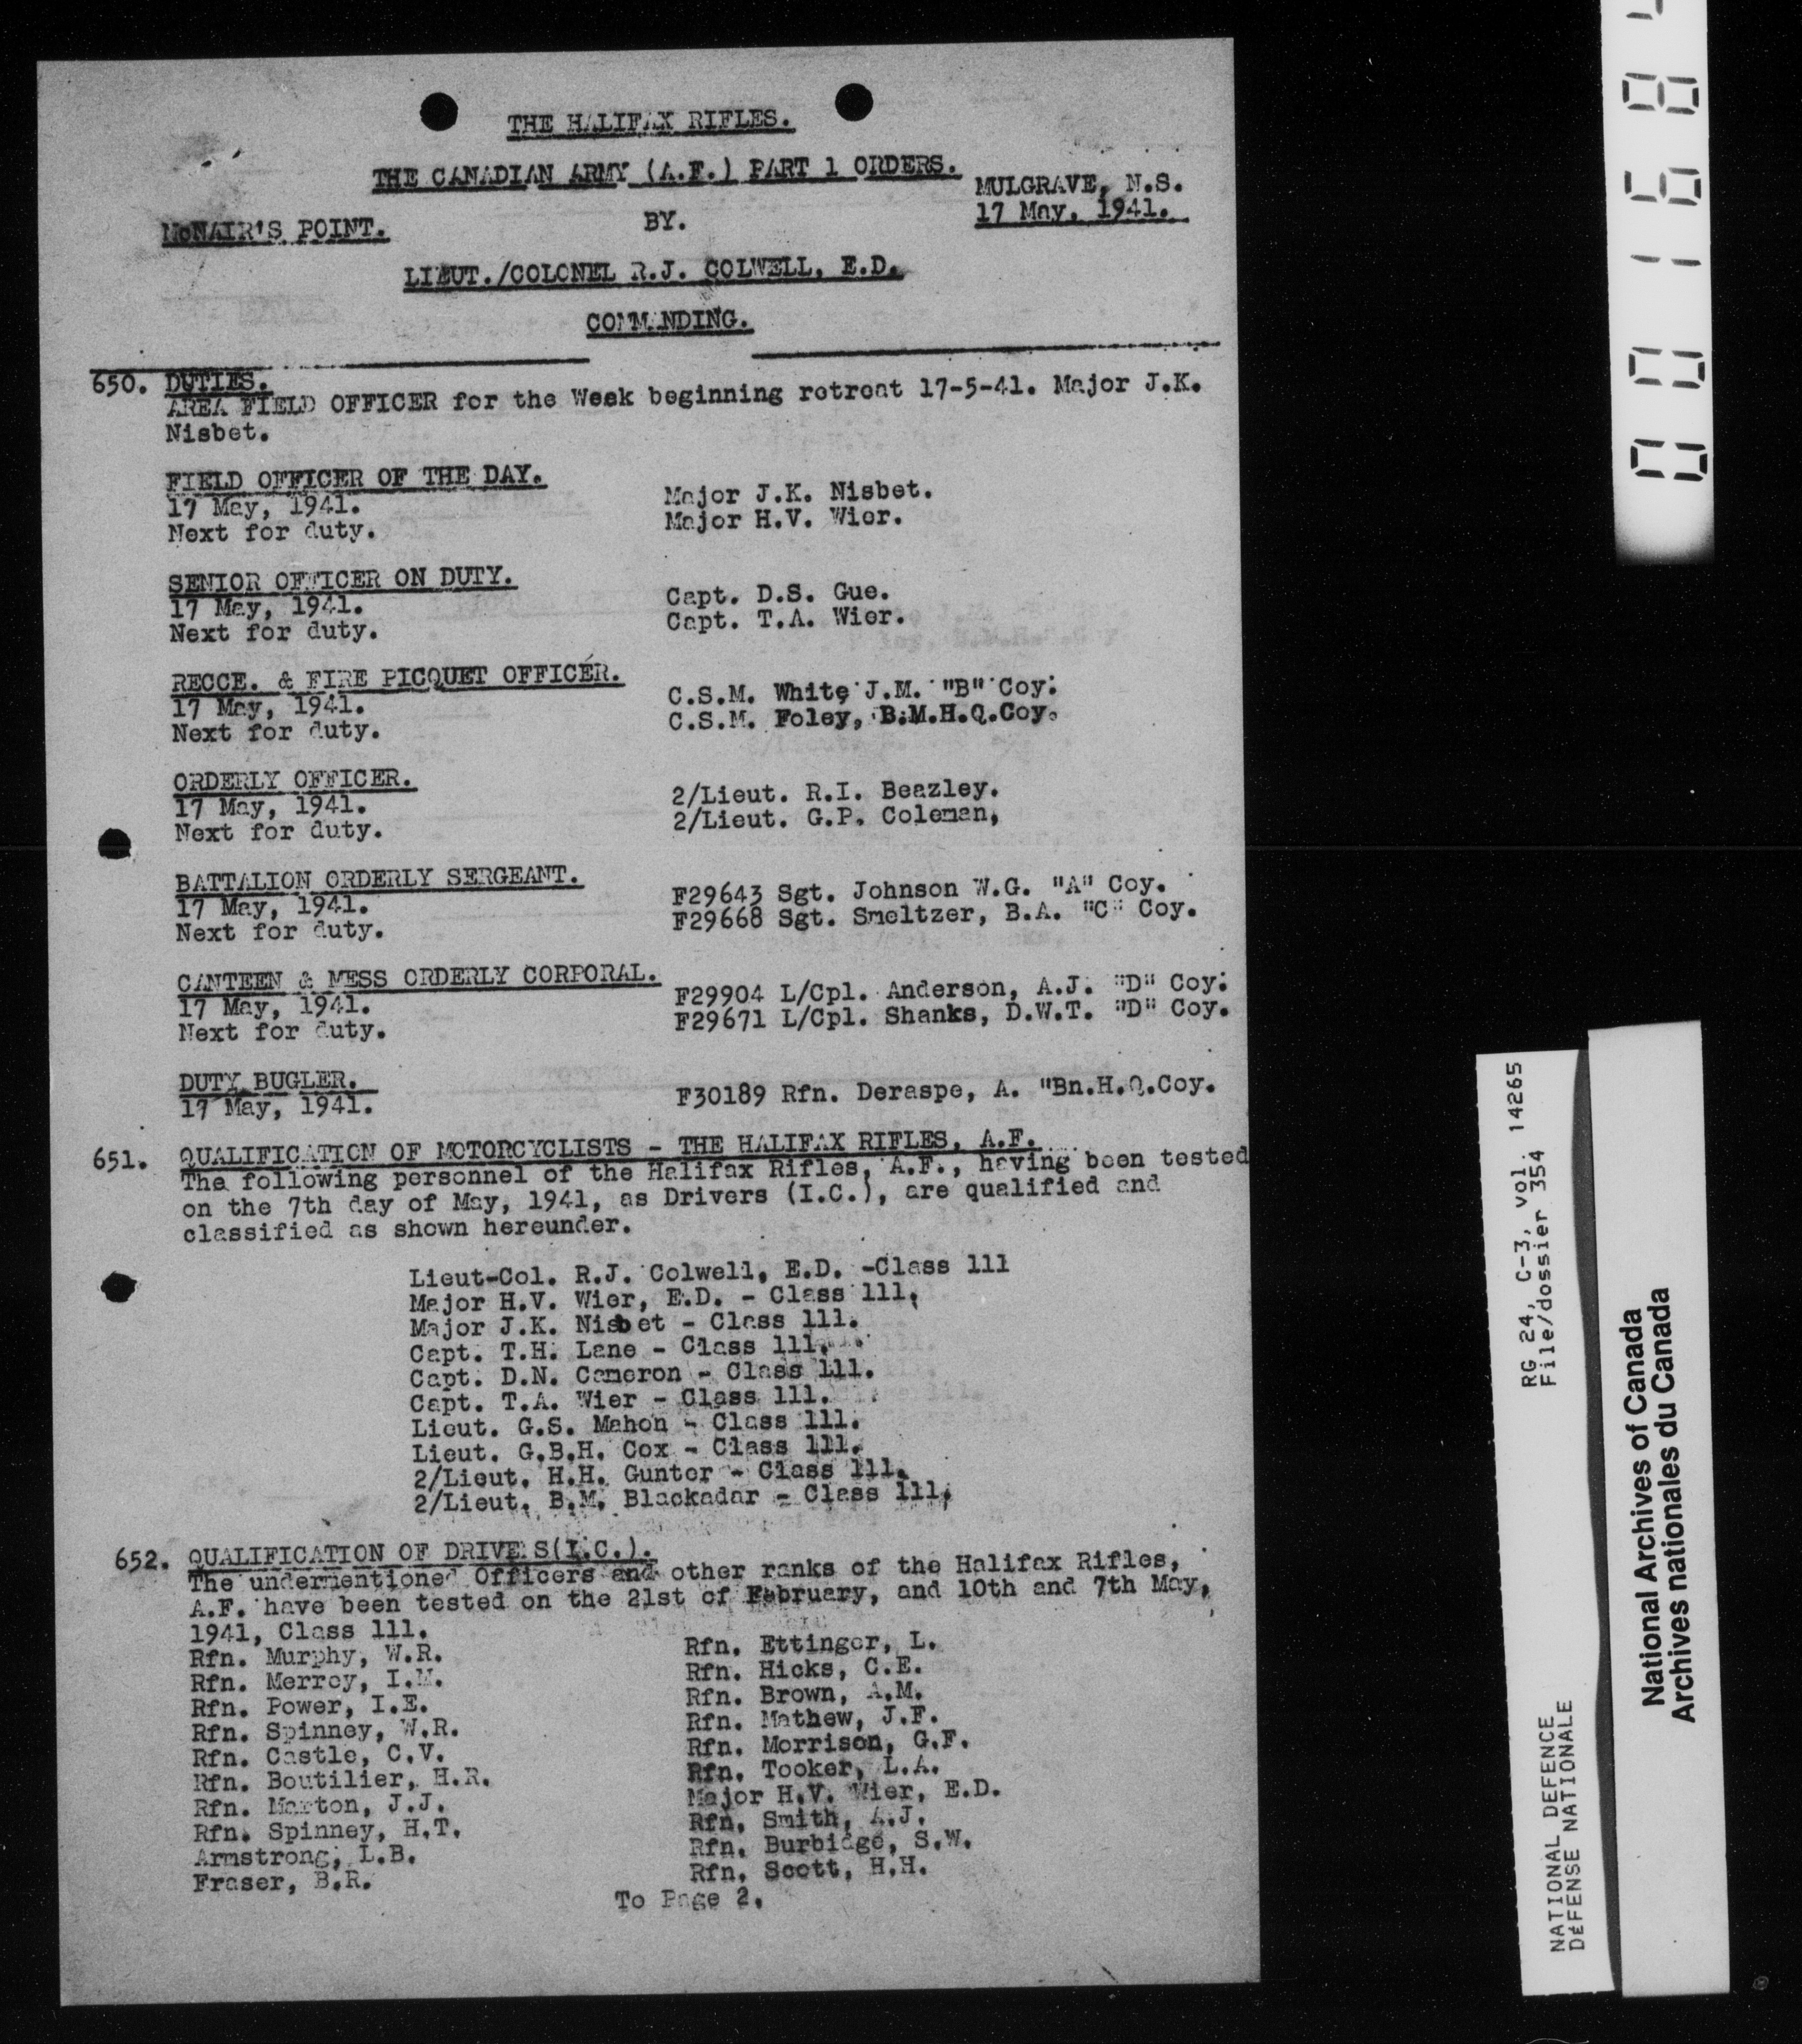 THE HALIFAX RIFLES.
THE CANADIAN ARMY (A.F.) PART 1 ORDERS.
MULGRAVE, N.S.
17 May, 1941.
McNAIR'S POINT.
BY.
LIEUT./COLONEL R.J. COLWELL, E.D.
COMMANDING.
650. DUTIES.
AREA FIELD OFFICER for the Week beginning retreat 17-5-41. Major J.K.
Nisbet.
FIELD OFFICER OF THE DAY.
17 May, 1941. Major J.K. Nisbet.
Next for duty. Major H.V. Wier.
SENIOR OFFICER ON DUTY.
17 May, 1941. Capt. D.S. Gue.
Next for duty. Capt. T.A. Wier.
RECCE. & FIRE PICQUET OFFICER.
17 May, 1941. C.S.M. White J.M. "B" Coy.
Next for duty. C.S.M. Foley, B.M.H.Q.Coy.
ORDERLY OFFICER.
17 May, 1941. 2/Lieut. R.I. Beazley.
Next for duty. 2/Lieut. G.P. Coleman,
BATTALION ORDERLY SERGEANT.
17 May, 1941. F29643 Sgt. Johnson W.G. "A" Coy.
Next for duty. F29668 Sgt. Smeltzer, B.A. "C" Coy.
CANTEEN & MESS ORDERLY CORPORAL.
17 May, 1941. F29904 L/Cpl. Anderson, A.J. "D" Coy.
Next for duty. F29671 L/Cpl. Shanks, D.W.T. "D" Coy.
DUTY BUGLER.
17 May, 1941. F30189 Rfn. Deraspe, A. "Bn.H.Q.Coy.
651. QUALIFICATION OF MOTORCYCLISTS - THE HALIFAX RIFLES, A.F.
The following personnel of the Halifax Rifles, A.F., having been tested
on the 7th day of May, 1941, as Drivers (I.C.), are qualified and
classified as shown hereunder.
Lieut-Col. R.J. Colwell, E.D. -Class 111
Major H.V. Wier, E.D. - Class 111.
Major J.K. Nisbet - Class 111.
Capt. T.H. Lane - Class 111.
Capt. D.N. Cameron - Class 111.
Capt. T.A. Wier - Class 111.
Lieut. G.S. Mahon - Class 111.
Lieut. G.B.H. Cox - Class 111.
2/Lieut. H.H. Gunter - Class 111.
2/Lieut. B.M. Blackadar - Class 111.
652. QUALIFICATION OF DRIVERS(I.C.).
The undermentioned Officers and other ranks of the Halifax Rifles,
A.F. have been tested on the 21st of February, and 10th and 7th May,
1941, Class 111.
Rfn. Murphy, W.R. Rfn. Ettinger, L.
Rfn. Merroy, I.M. Rfn. Hicks, C.E.
Rfn. Power, I.E. Rfn. Brown, A.M.
Rfn. Spinney, W.R. Rfn. Mathew, J.F.
Rfn. Castle, C.V. Rfn. Morrison, G.F.
Rfn. Boutilier, H.R. Rfn. Tooker, L.A.
Rfn. Marton, J.J. Major H.V. Wier, E.D.
Rfn. Spinney, H.T. Rfn. Smith, A.J.
Armstrong, L.B. Rfn. Burbidge, S.W.
Fraser, B.R. Rfn. Scott, H.H.
To Page 2.
RG 24, C-3, vol. 14265
File/dossier 354
NATIONAL DEFENCE
DÉFENSE NATIONALE
National Archives of Canada
Archives nationales du Canada